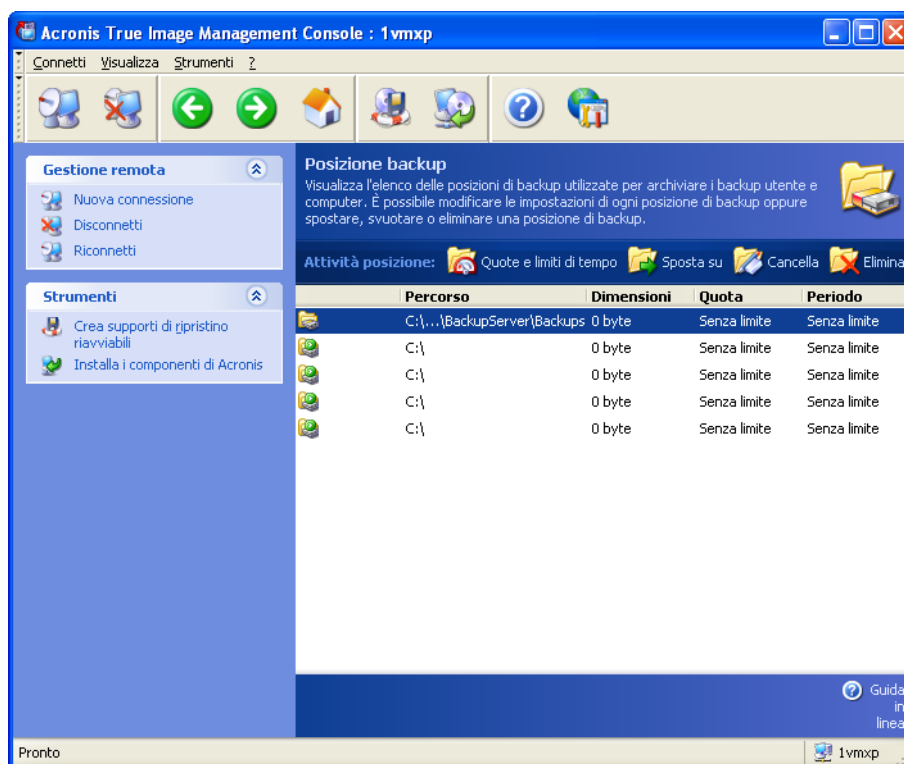 Acronis True Image Management Console : 1vmxp
Connetti Visualizza Strumenti ?
Gestione remota
Nuova connessione
Disconnetti
Riconnetti
Strumenti
Crea supporti di ripristino
riavviabili
Installa i componenti di Acronis
Posizione backup
Visualizza l'elenco delle posizioni di backup utilizzate per archiviare i backup utente e
computer. È possibile modificare le impostazioni di ogni posizione di backup oppure
spostare, svuotare o eliminare una posizione di backup.
Attività posizione: Quote e limiti di tempo Sposta su Cancella Elimina
Percorso Dimensioni Quota Periodo
C:\...\BackupServer\Backups 0 byte Senza limite Senza limite
C:\ 0 byte Senza limite Senza limite
C:\ 0 byte Senza limite Senza limite
C:\ 0 byte Senza limite Senza limite
C:\ 0 byte Senza limite Senza limite
Guida
in
linea
Pronto 1vmxp